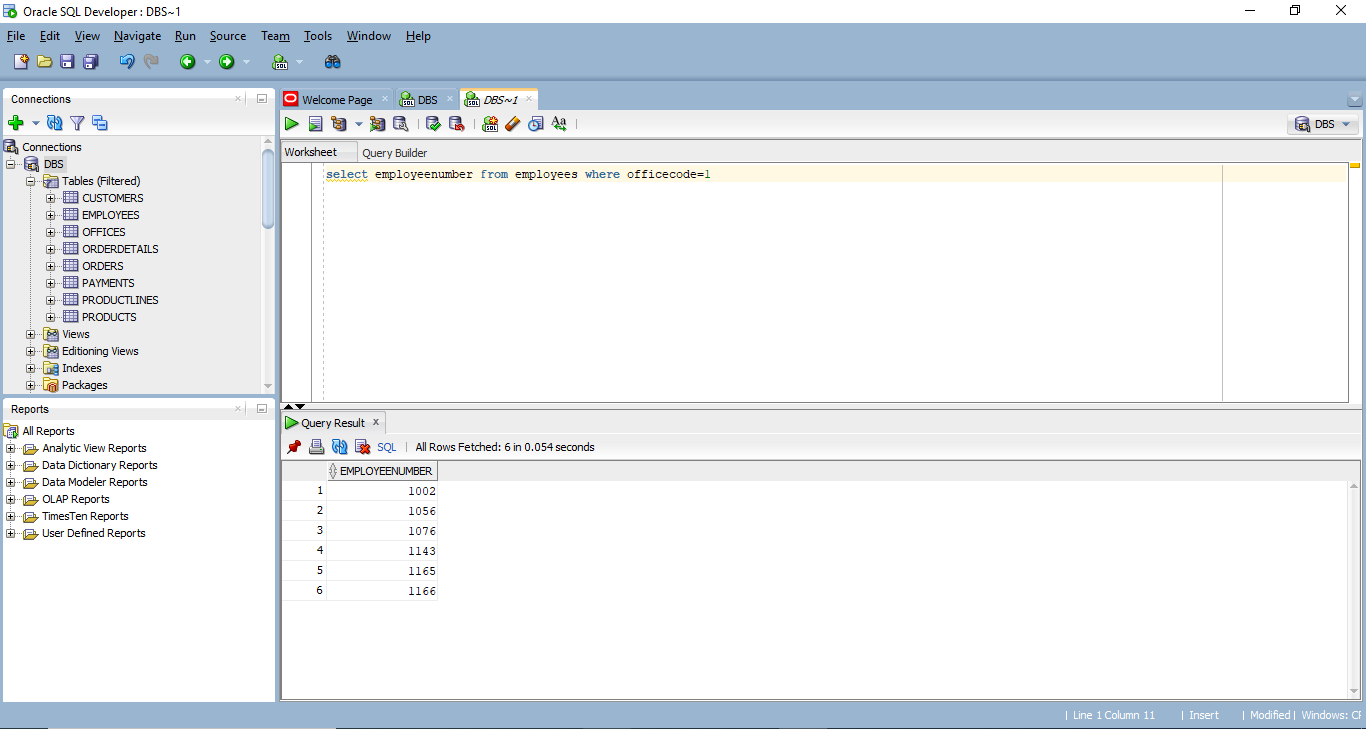 Oracle SQL Developer : DBS~1
File Edit View Navigate Run Source Team Tools Window Help
Connections
Connections
DBS
Tables (Filtered)
CUSTOMERS
EMPLOYEES
OFFICES
ORDERDETAILS
ORDERS
PAYMENTS
PRODUCTLINES
PRODUCTS
Views
Editioning Views
Indexes
Packages
Reports
All Reports
Analytic View Reports
Data Dictionary Reports
Data Modeler Reports
OLAP Reports
TimesTen Reports
User Defined Reports
Welcome Page DBS DBS~1
DBS
Worksheet Query Builder
select employeenumber from employees where officecode=1
Query Result
SQL | All Rows Fetched: 6 in 0.054 seconds
EMPLOYEENUMBER
1 1002
2 1056
3 1076
4 1143
5 1165
6 1166
| Line 1 Column 11 | Insert | Modified | Windows: CF